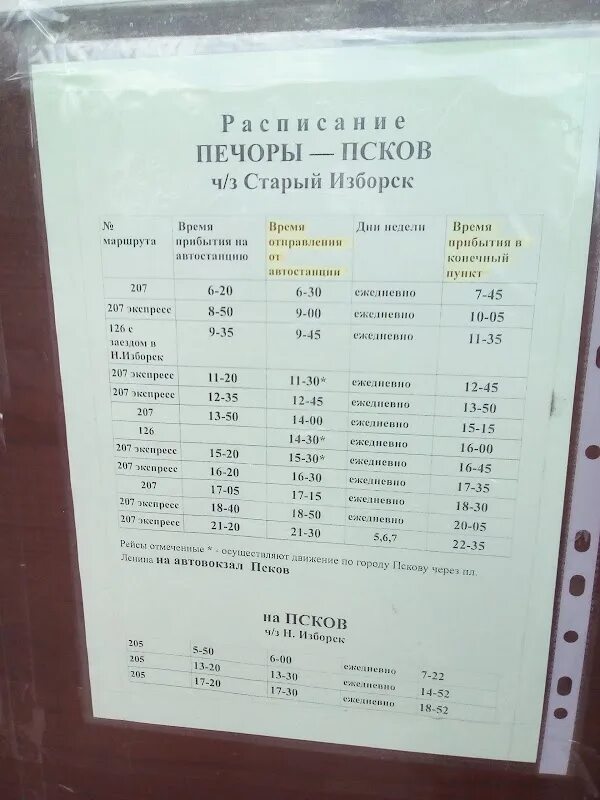 Расписание
ПЕЧОРЫ — ПСКОВ
ч/з Старый Изборск
№ маршрута Время прибытия на автостанцию Время отправления от автостанции Дни недели Время прибытия в конечный пункт
207 6-20 6-30 ежедневно 7-45
207 экспресс 8-50 9-00 ежедневно 10-05
126 с заездом в Н.Изборск 9-35 9-45 ежедневно 11-35
207 экспресс 11-20 11-30* ежедневно 12-45
207 экспресс 12-35 12-45 ежедневно 13-50
207 13-50 14-00 ежедневно 15-15
126 14-30* ежедневно 16-00
207 экспресс 15-20 15-30* ежедневно 16-45
207 экспресс 16-20 16-30 ежедневно 17-35
207 17-05 17-15 ежедневно 18-30
207 экспресс 18-40 18-50 ежедневно 20-05
207 экспресс 21-20 21-30 5,6,7 22-35
Рейсы отмеченные * - осуществляют движение по городу Пскову через пл.
Ленина на автовокзал Псков
на ПСКОВ
ч/з Н. Изборск
205 5-50 6-00 ежедневно 7-22
205 13-20 13-30 ежедневно 14-52
205 17-20 17-30 ежедневно 18-52